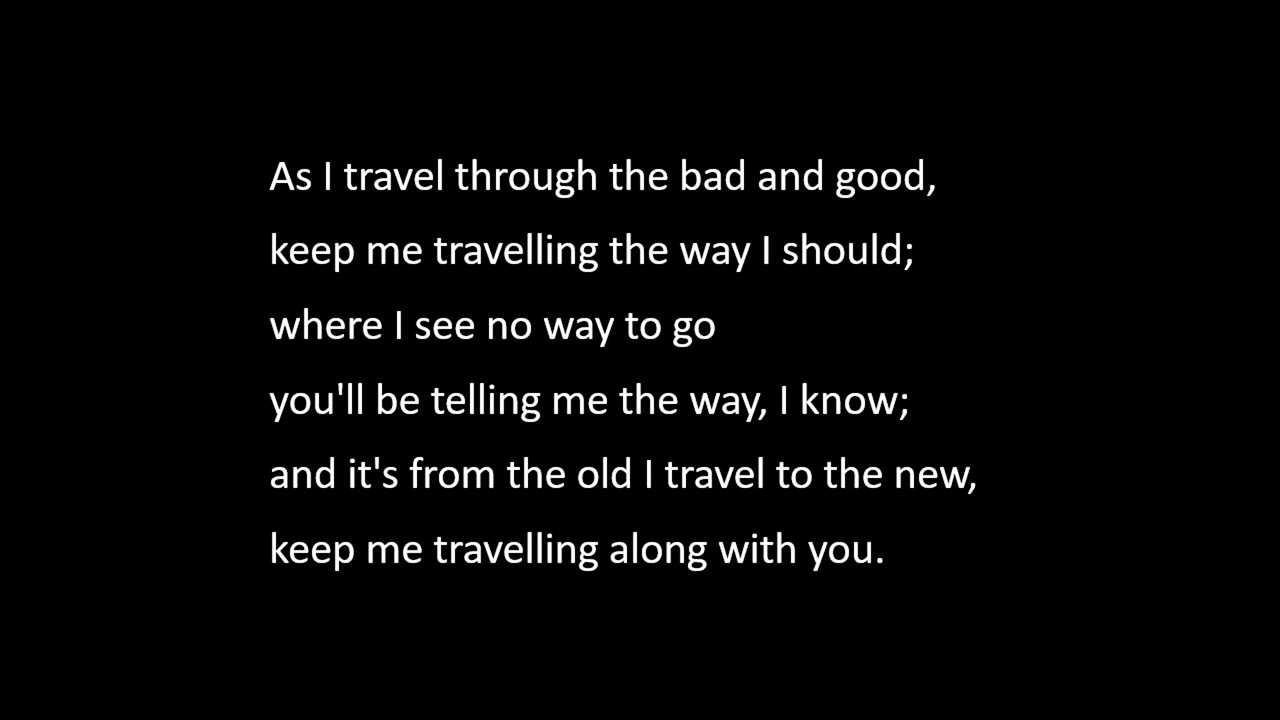 As I travel through the bad and good,
keep me travelling the way I should;
where I see no way to go
you'll be telling me the way, I know;
and it's from the old I travel to the new,
keep me travelling along with you.